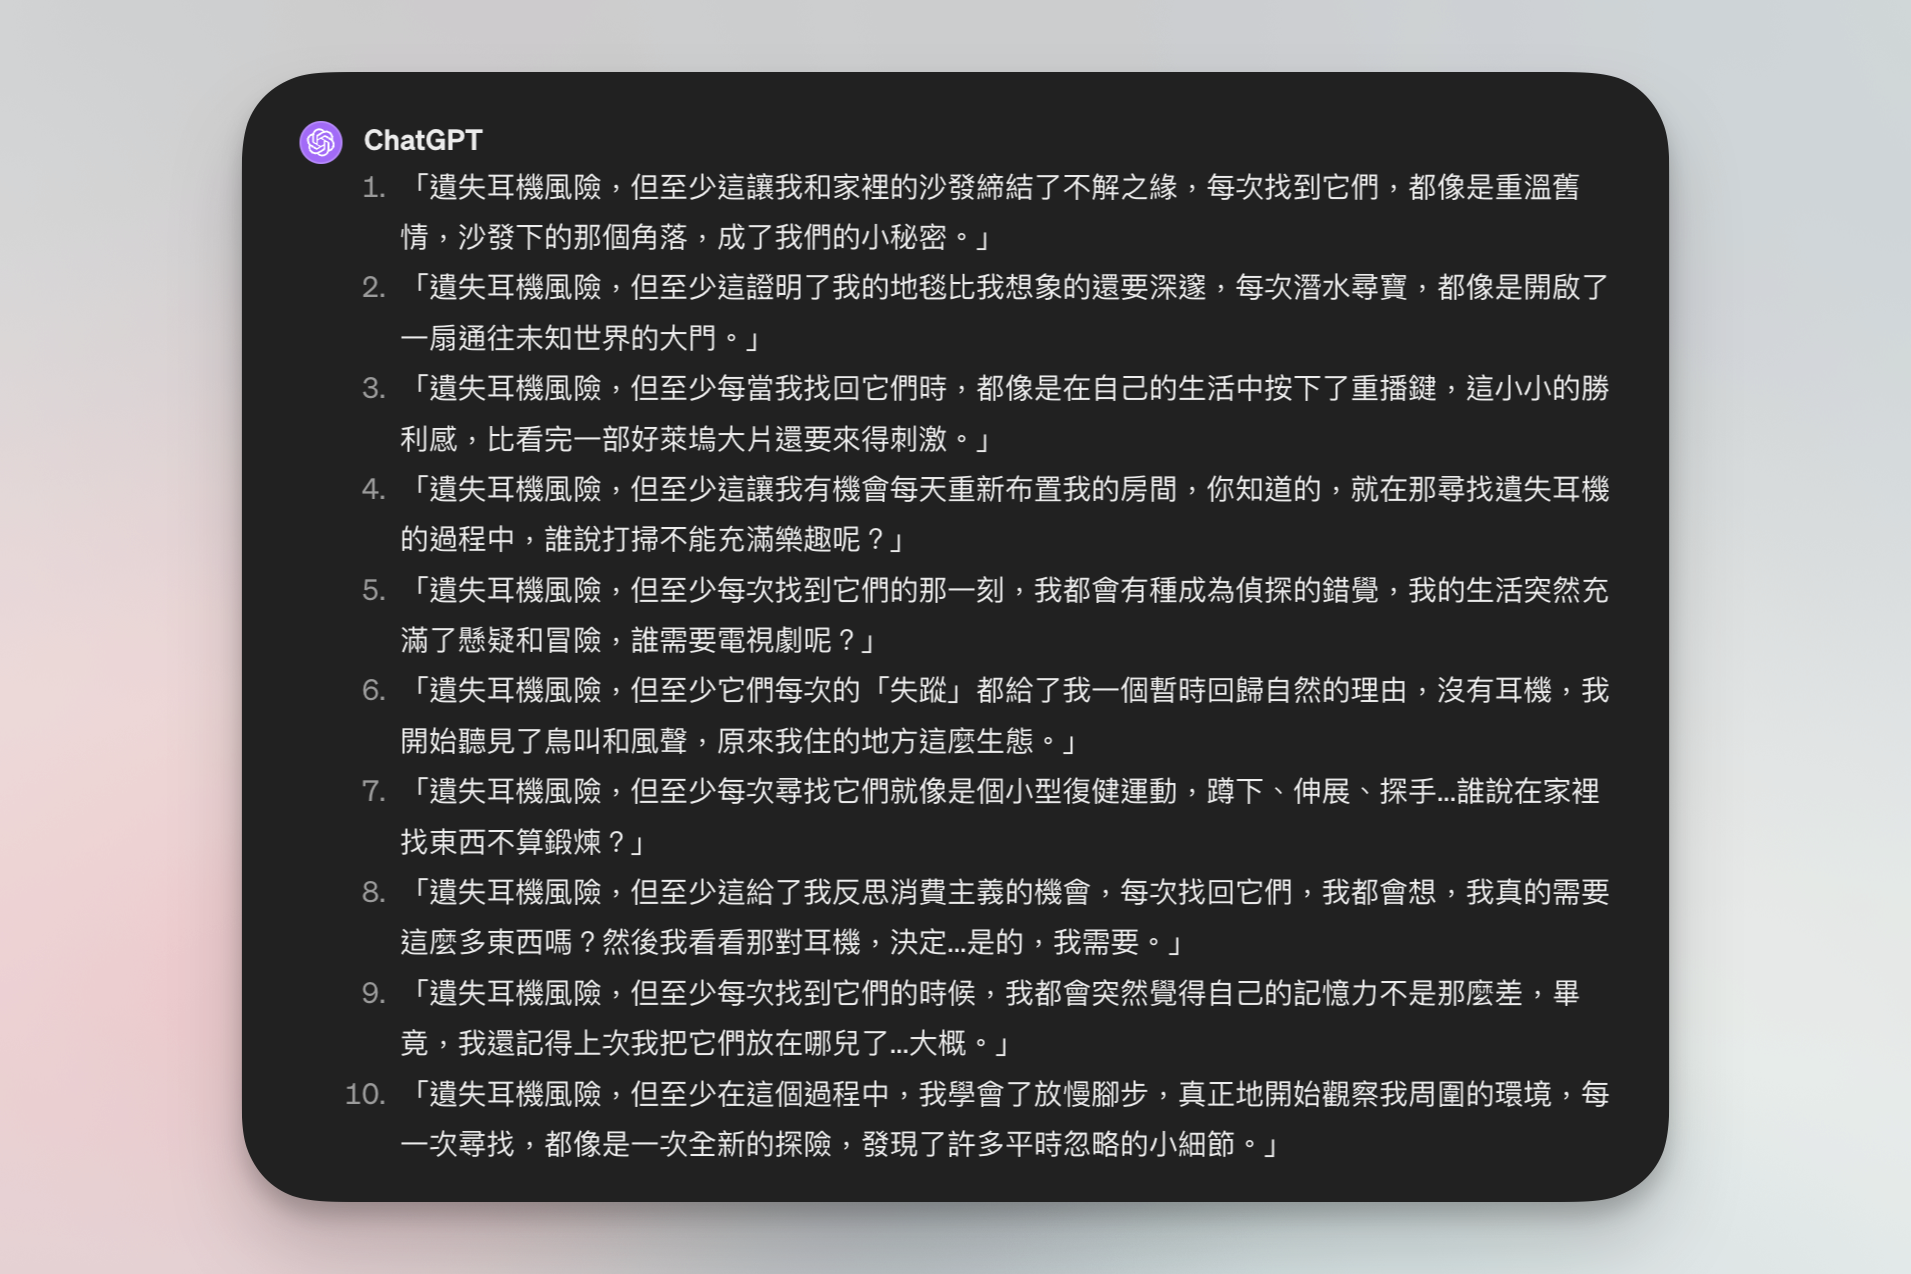 ChatGPT
1. 「遺失耳機風險，但至少這讓我和家裡的沙發締結了不解之緣，每次找到它們，都像是重溫舊
情，沙發下的那個角落，成了我們的小秘密。」
2. 「遺失耳機風險，但至少這證明了我的地毯比我想象的還要深邃，每次潛水尋寶，都像是開啟了
一扇通往未知世界的大門。」
3. 「遺失耳機風險，但至少每當我找回它們時，都像是在自己的生活中按下了重播鍵，這小小的勝
利感，比看完一部好萊塢大片還要來得刺激。」
4. 「遺失耳機風險，但至少這讓我有機會每天重新布置我的房間，你知道的，就在那尋找遺失耳機
的過程中，誰說打掃不能充滿樂趣呢？」
5. 「遺失耳機風險，但至少每次找到它們的那一刻，我都會有種成為偵探的錯覺，我的生活突然充
滿了懸疑和冒險，誰需要電視劇呢？」
6. 「遺失耳機風險，但至少它們每次的「失蹤」都給了我一個暫時回歸自然的理由，沒有耳機，我
開始聽見了鳥叫和風聲，原來我住的地方這麼生態。」
7. 「遺失耳機風險，但至少每次尋找它們就像是個小型復健運動，蹲下、伸展、探手...誰說在家裡
找東西不算鍛煉？」
8. 「遺失耳機風險，但至少這給了我反思消費主義的機會，每次找回它們，我都會想，我真的需要
這麼多東西嗎？然後我看看那對耳機，決定...是的，我需要。」
9. 「遺失耳機風險，但至少每次找到它們的時候，我都會突然覺得自己的記憶力不是那麼差，畢
竟，我還記得上次我把它們放在哪兒了...大概。」
10. 「遺失耳機風險，但至少在這個過程中，我學會了放慢腳步，真正地開始觀察我周圍的環境，每
一次尋找，都像是一次全新的探險，發現了許多平時忽略的小細節。」